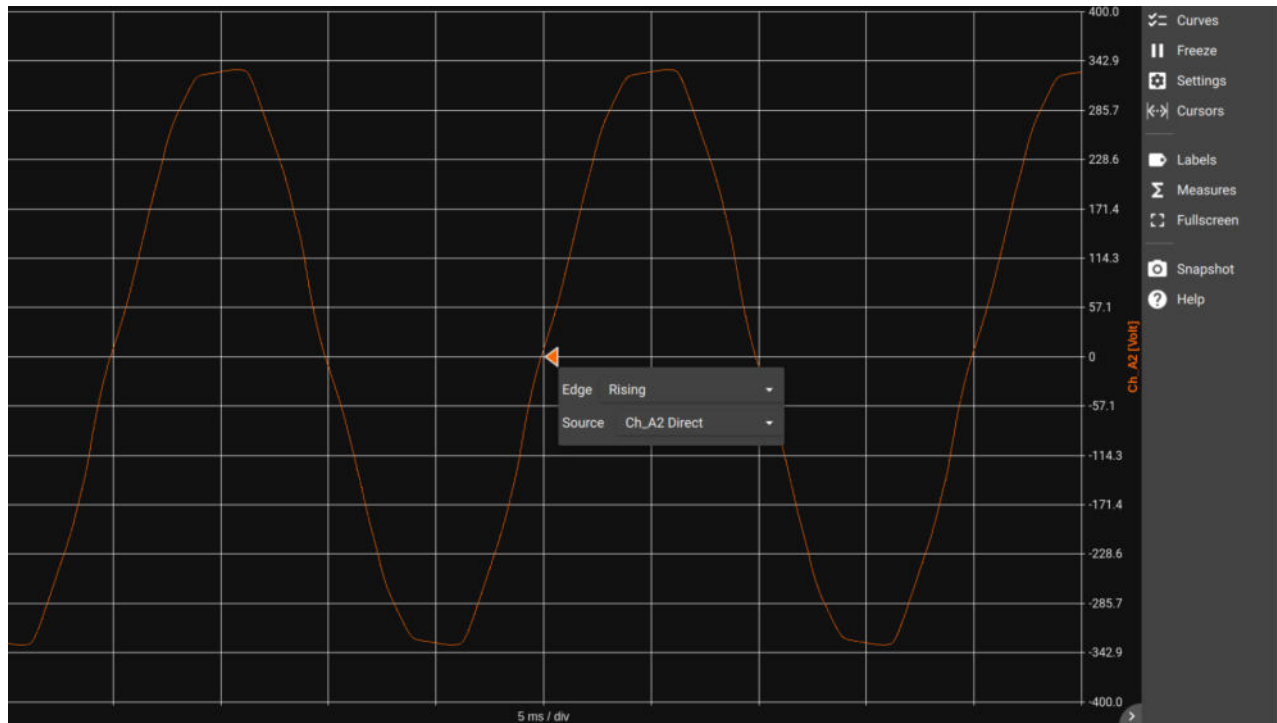 400.0
342.9
285.7
228.6
171.4
114.3
57.1
0
-57.1
-114.3
-171.4
-228.6
-285.7
-342.9
-400.0
Ch_A2 [Volt]
5 ms / div
Edge Rising
Source Ch_A2 Direct
Curves
Freeze
Settings
Cursors
Labels
Measures
Fullscreen
Snapshot
Help